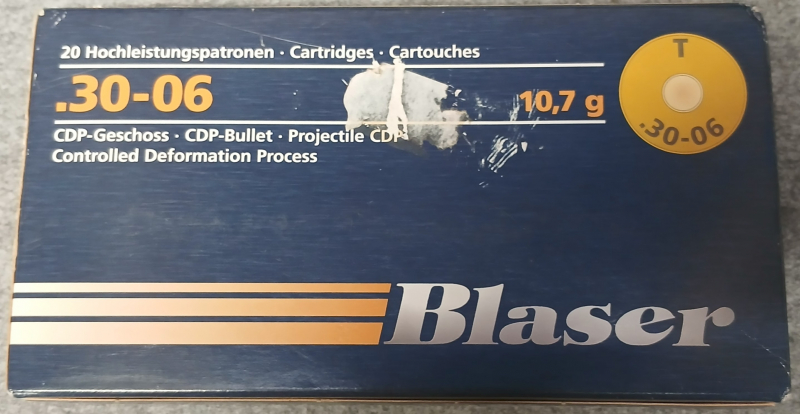 20 Hochleistungspatronen · Cartridges · Cartouches
.30-06
10,7 g
CDP-Geschoss · CDP-Bullet · Projectile CDP
Controlled Deformation Process
T
.30-06
Blaser